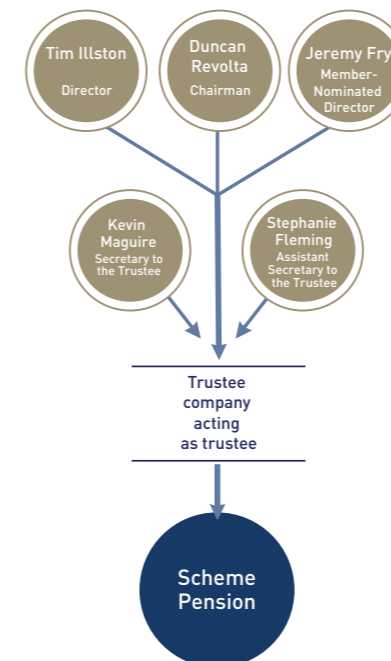 Tim Illston
Director
Duncan
Revolta
Chairman
Jeremy Fry
Member-
Nominated
Director
Kevin
Maguire
Secretary to
the Trustee
Stephanie
Fleming
Assistant
Secretary to
the Trustee
Trustee
company
acting
as trustee
Scheme
Pension